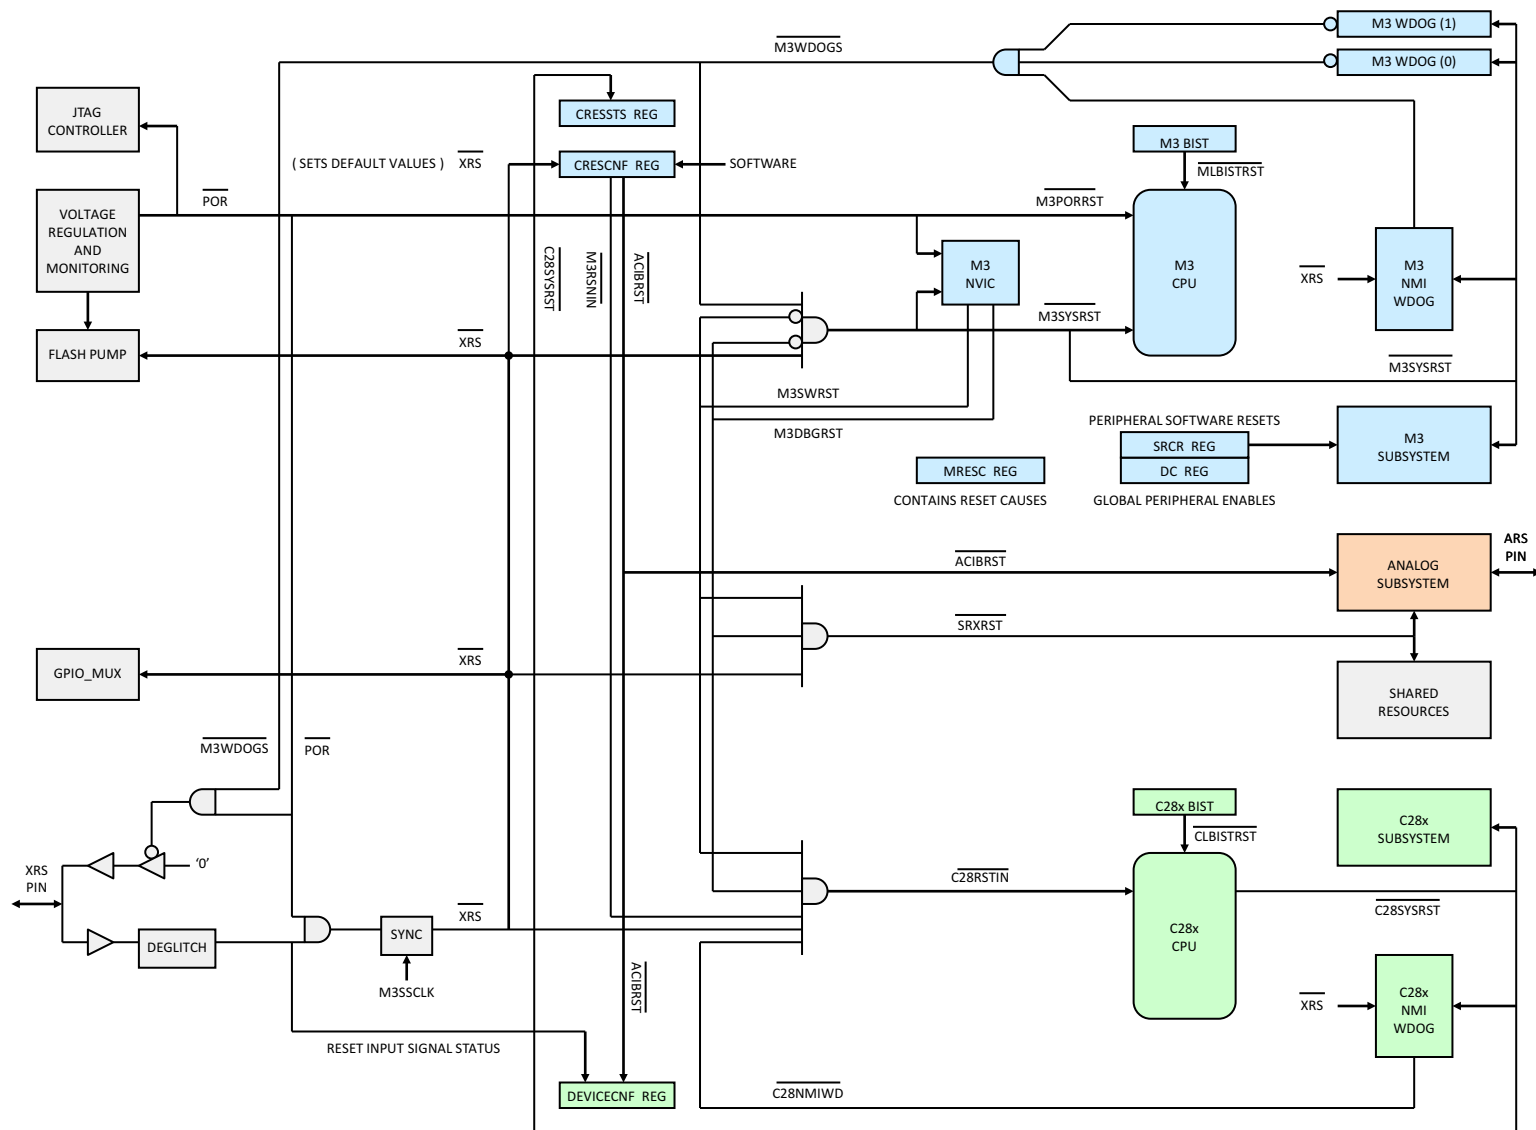 M3 WDOG (1)
M3WDOGS
M3 WDOG (0)
JTAG
CONTROLLER
CRESSTS REG
M3 BIST
( SETS DEFAULT VALUES )
XRS
CRESCNF REG
SOFTWARE
MLBISTRST
POR
M3PORRST
VOLTAGE
REGULATION
AND
MONITORING
C28SYSRST
M3RSNIN
ACIBRST
M3
NVIC
M3
CPU
XRS
M3
NMI
WDOG
M3SYSRST
FLASH PUMP
XRS
M3SYSRST
M3SWRST
M3DBGRST
PERIPHERAL SOFTWARE RESETS
SRCR REG
DC REG
GLOBAL PERIPHERAL ENABLES
M3
SUBSYSTEM
MRESC REG
CONTAINS RESET CAUSES
ACIBRST
ANALOG
SUBSYSTEM
ARS
PIN
SRXRST
GPIO_MUX
XRS
SHARED
RESOURCES
M3WDOGS
POR
C28x BIST
CLBISTRST
C28x
SUBSYSTEM
'0'
XRS
PIN
C28RSTIN
C28SYSRST
DEGLITCH
SYNC
XRS
M3SSCLK
C28x
CPU
ACIBRST
XRS
C28x
NMI
WDOG
RESET INPUT SIGNAL STATUS
DEVICECNF REG
C28NMIWD